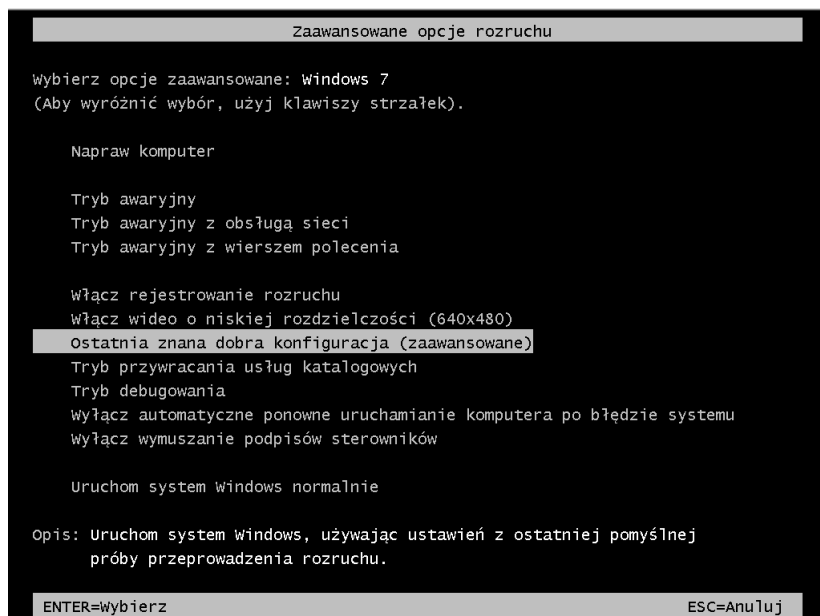 Zaawansowane opcje rozruchu
Wybierz opcje zaawansowane: Windows 7
(Aby wyróżnić wybór, użyj klawiszy strzałek).
Napraw komputer
Tryb awaryjny
Tryb awaryjny z obsługą sieci
Tryb awaryjny z wierszem polecenia
Włącz rejestrowanie rozruchu
Włącz wideo o niskiej rozdzielczości (640x480)
Ostatnia znana dobra konfiguracja (zaawansowane)
Tryb przywracania usług katalogowych
Tryb debugowania
Wyłącz automatyczne ponowne uruchamianie komputera po błędzie systemu
Wyłącz wymuszanie podpisów sterowników
Uruchom system Windows normalnie
Opis: Uruchom system Windows, używając ustawień z ostatniej pomyślnej
próby przeprowadzenia rozruchu.
ENTER=Wybierz ESC=Anuluj